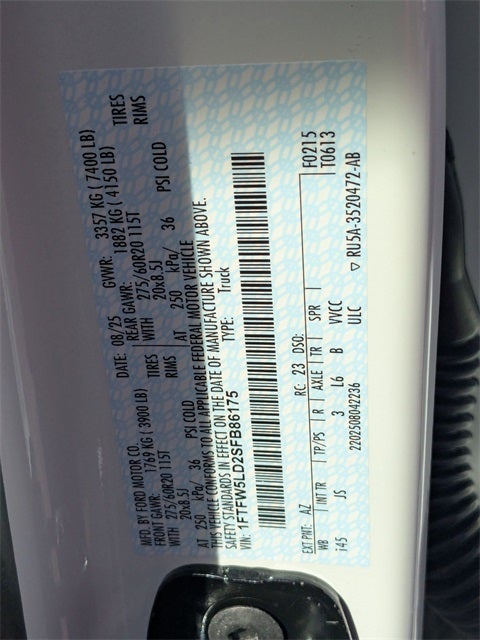 MFD. BY FORD MOTOR CO. DATE: 08/25 GVWR: 3357 KG ( 7400 LB)
FRONT GAWR: 1769 KG ( 3900 LB) REAR GAWR: 1882 KG ( 4150 LB)
WITH 275/60R20 115T TIRES WITH 275/60R20 115T TIRES
20x8.5J RIMS 20x8.5J RIMS
AT 250 kPa/ 36 PSI COLD AT 250 kPa/ 36 PSI COLD
THIS VEHICLE CONFORMS TO ALL APPLICABLE FEDERAL MOTOR VEHICLE
SAFETY STANDARDS IN EFFECT ON THE DATE OF MANUFACTURE SHOWN ABOVE.
VIN: 1FTFW5LD2SFB86175 TYPE: Truck
F0215
EXT PNT: AZ RC: 23 DSO: T0613
WB INT TR TP/PS R AXLE TR SPR
i45 JS 3 L6 B VVCC ▽ RU5A-3520472-AB
2202508042236 ULC